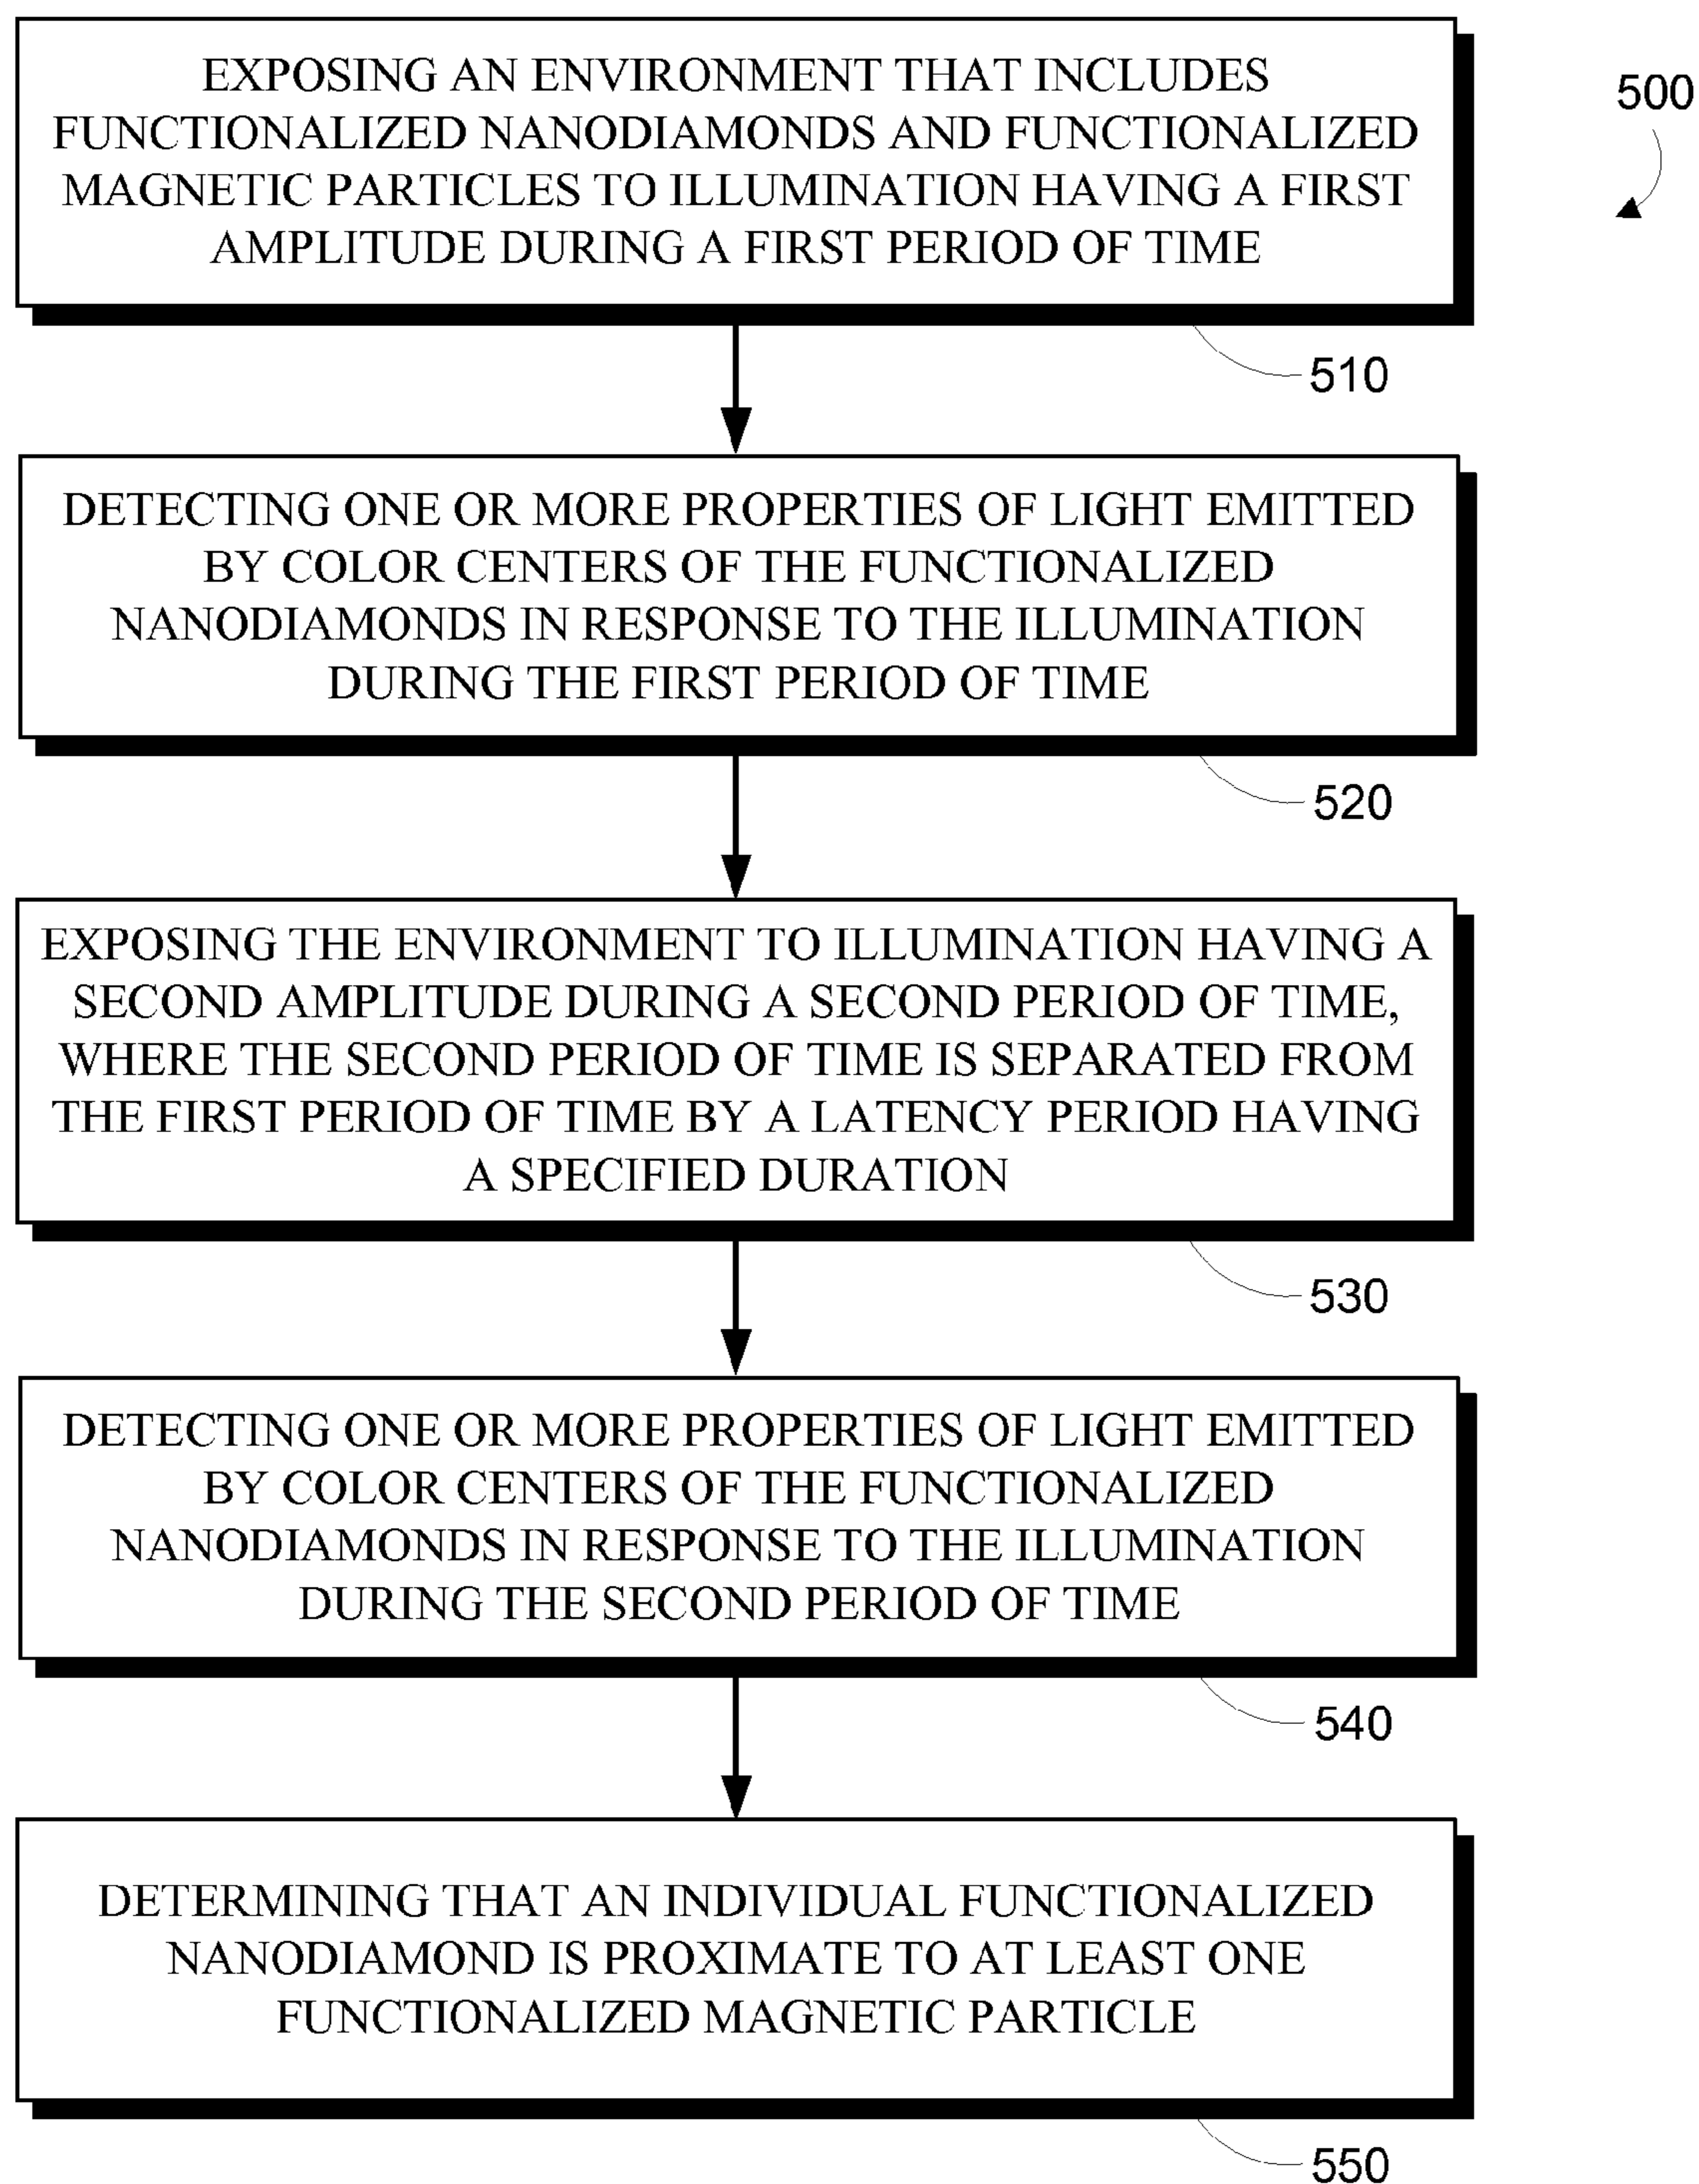 EXPOSING AN ENVIRONMENT THAT INCLUDES
FUNCTIONALIZED NANODIAMONDS AND FUNCTIONALIZED
MAGNETIC PARTICLES TO ILLUMINATION HAVING A FIRST
AMPLITUDE DURING A FIRST PERIOD OF TIME
500
510
DETECTING ONE OR MORE PROPERTIES OF LIGHT EMITTED
BY COLOR CENTERS OF THE FUNCTIONALIZED
NANODIAMONDS IN RESPONSE TO THE ILLUMINATION
DURING THE FIRST PERIOD OF TIME
520
EXPOSING THE ENVIRONMENT TO ILLUMINATION HAVING A
SECOND AMPLITUDE DURING A SECOND PERIOD OF TIME,
WHERE THE SECOND PERIOD OF TIME IS SEPARATED FROM
THE FIRST PERIOD OF TIME BY A LATENCY PERIOD HAVING
A SPECIFIED DURATION
530
DETECTING ONE OR MORE PROPERTIES OF LIGHT EMITTED
BY COLOR CENTERS OF THE FUNCTIONALIZED
NANODIAMONDS IN RESPONSE TO THE ILLUMINATION
DURING THE SECOND PERIOD OF TIME
540
DETERMINING THAT AN INDIVIDUAL FUNCTIONALIZED
NANODIAMOND IS PROXIMATE TO AT LEAST ONE
FUNCTIONALIZED MAGNETIC PARTICLE
550